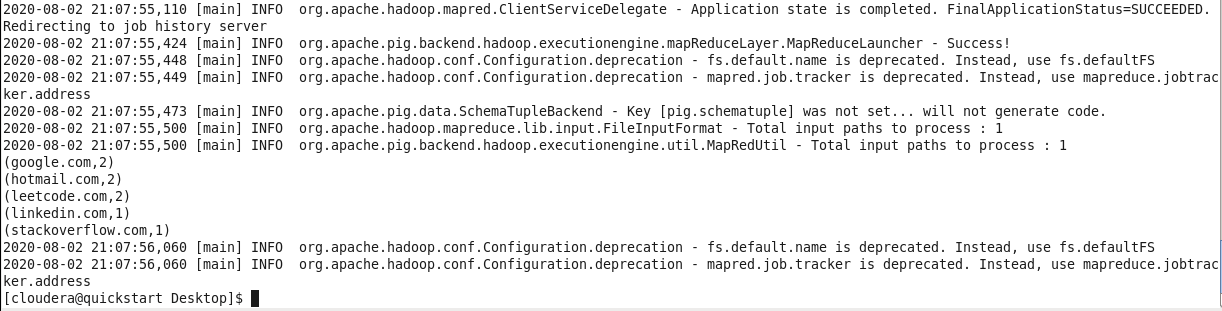 2020-08-02 21:07:55,110 [main] INFO  org.apache.hadoop.mapred.ClientServiceDelegate - Application state is completed. FinalApplicationStatus=SUCCEEDED.
Redirecting to job history server
2020-08-02 21:07:55,424 [main] INFO  org.apache.pig.backend.hadoop.executionengine.mapReduceLayer.MapReduceLauncher - Success!
2020-08-02 21:07:55,448 [main] INFO  org.apache.hadoop.conf.Configuration.deprecation - fs.default.name is deprecated. Instead, use fs.defaultFS
2020-08-02 21:07:55,449 [main] INFO  org.apache.hadoop.conf.Configuration.deprecation - mapred.job.tracker is deprecated. Instead, use mapreduce.jobtrac
ker.address
2020-08-02 21:07:55,473 [main] INFO  org.apache.pig.data.SchemaTupleBackend - Key [pig.schematuple] was not set... will not generate code.
2020-08-02 21:07:55,500 [main] INFO  org.apache.hadoop.mapreduce.lib.input.FileInputFormat - Total input paths to process : 1
2020-08-02 21:07:55,500 [main] INFO  org.apache.pig.backend.hadoop.executionengine.util.MapRedUtil - Total input paths to process : 1
(google.com,2)
(hotmail.com,2)
(leetcode.com,2)
(linkedin.com,1)
(stackoverflow.com,1)
2020-08-02 21:07:56,060 [main] INFO  org.apache.hadoop.conf.Configuration.deprecation - fs.default.name is deprecated. Instead, use fs.defaultFS
2020-08-02 21:07:56,060 [main] INFO  org.apache.hadoop.conf.Configuration.deprecation - mapred.job.tracker is deprecated. Instead, use mapreduce.jobtrac
ker.address
[cloudera@quickstart Desktop]$